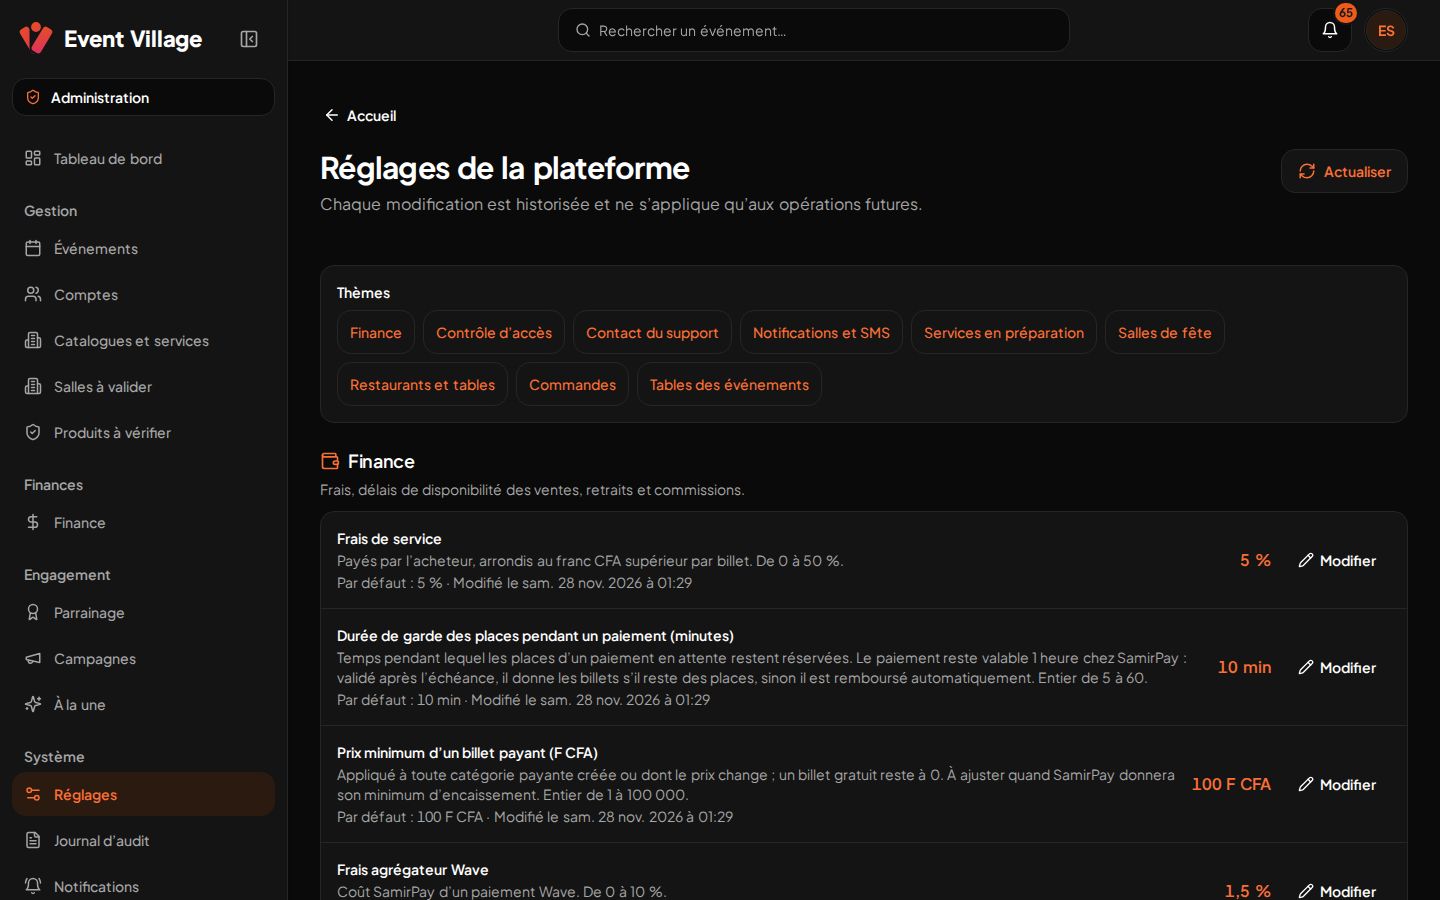 Event Village
Rechercher un événement…
65
ES
Administration
Accueil
Tableau de bord
Réglages de la plateforme
Actualiser
Chaque modification est historisée et ne s’applique qu’aux opérations futures.
Gestion
Événements
Comptes
Catalogues et services
Salles à valider
Produits à vérifier
Finances
Finance
Engagement
Parrainage
Campagnes
À la une
Système
Réglages
Journal d’audit
Notifications
Thèmes
Finance
Contrôle d’accès
Contact du support
Notifications et SMS
Services en préparation
Salles de fête
Restaurants et tables
Commandes
Tables des événements
Finance
Frais, délais de disponibilité des ventes, retraits et commissions.
Frais de service
Payés par l’acheteur, arrondis au franc CFA supérieur par billet. De 0 à 50 %.
Par défaut : 5 % · Modifié le sam. 28 nov. 2026 à 01:29
5 %
Modifier
Durée de garde des places pendant un paiement (minutes)
Temps pendant lequel les places d’un paiement en attente restent réservées. Le paiement reste valable 1 heure chez SamirPay :
validé après l’échéance, il donne les billets s’il reste des places, sinon il est remboursé automatiquement. Entier de 5 à 60.
Par défaut : 10 min · Modifié le sam. 28 nov. 2026 à 01:29
10 min
Modifier
Prix minimum d’un billet payant (F CFA)
Appliqué à toute catégorie payante créée ou dont le prix change ; un billet gratuit reste à 0. À ajuster quand SamirPay donnera
son minimum d’encaissement. Entier de 1 à 100 000.
Par défaut : 100 F CFA · Modifié le sam. 28 nov. 2026 à 01:29
100 F CFA
Modifier
Frais agrégateur Wave
Coût SamirPay d’un paiement Wave. De 0 à 10 %.
1,5 %
Modifier